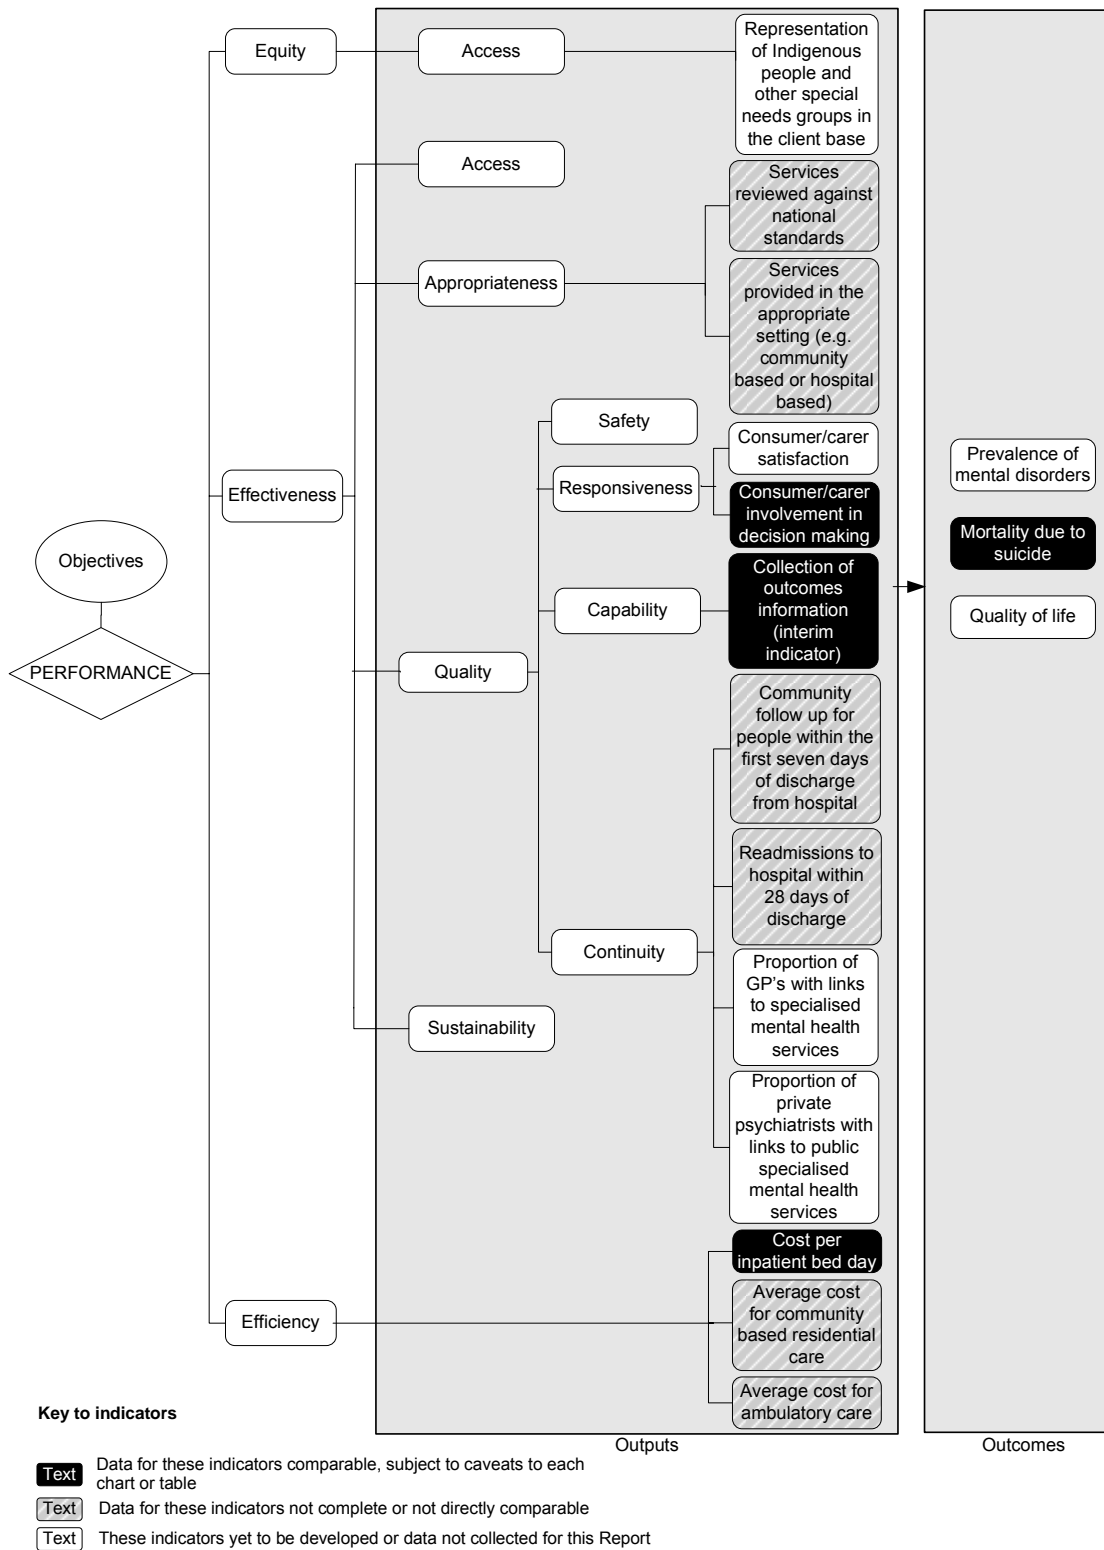 Equity
Access
Representation
of Indigenous
people and
other special
needs groups in
the client base
Access
Services
reviewed against
national
standards
Appropriateness
Services
provided in the
appropriate
setting (e.g.
community
based or hospital
based)
Safety
Consumer/carer
satisfaction
Responsiveness
Effectiveness
Consumer/carer
involvement in
decision making
Prevalence of
mental disorders
Objectives
Mortality due to
suicide
Capability
Collection of
outcomes
information
(interim
indicator)
Quality of life
PERFORMANCE
Quality
Community
follow up for
people within the
first seven days
of discharge
from hospital
Readmissions to
hospital within
28 days of
discharge
Continuity
Proportion of
GP's with links
to specialised
mental health
services
Sustainability
Proportion of
private
psychiatrists with
links to public
specialised
mental health
services
Cost per
inpatient bed day
Efficiency
Average cost
for community
based residential
care
Average cost for
ambulatory care
Outputs
Outcomes
Key to indicators
Text Data for these indicators comparable, subject to caveats to each
chart or table
Text Data for these indicators not complete or not directly comparable
Text These indicators yet to be developed or data not collected for this Report